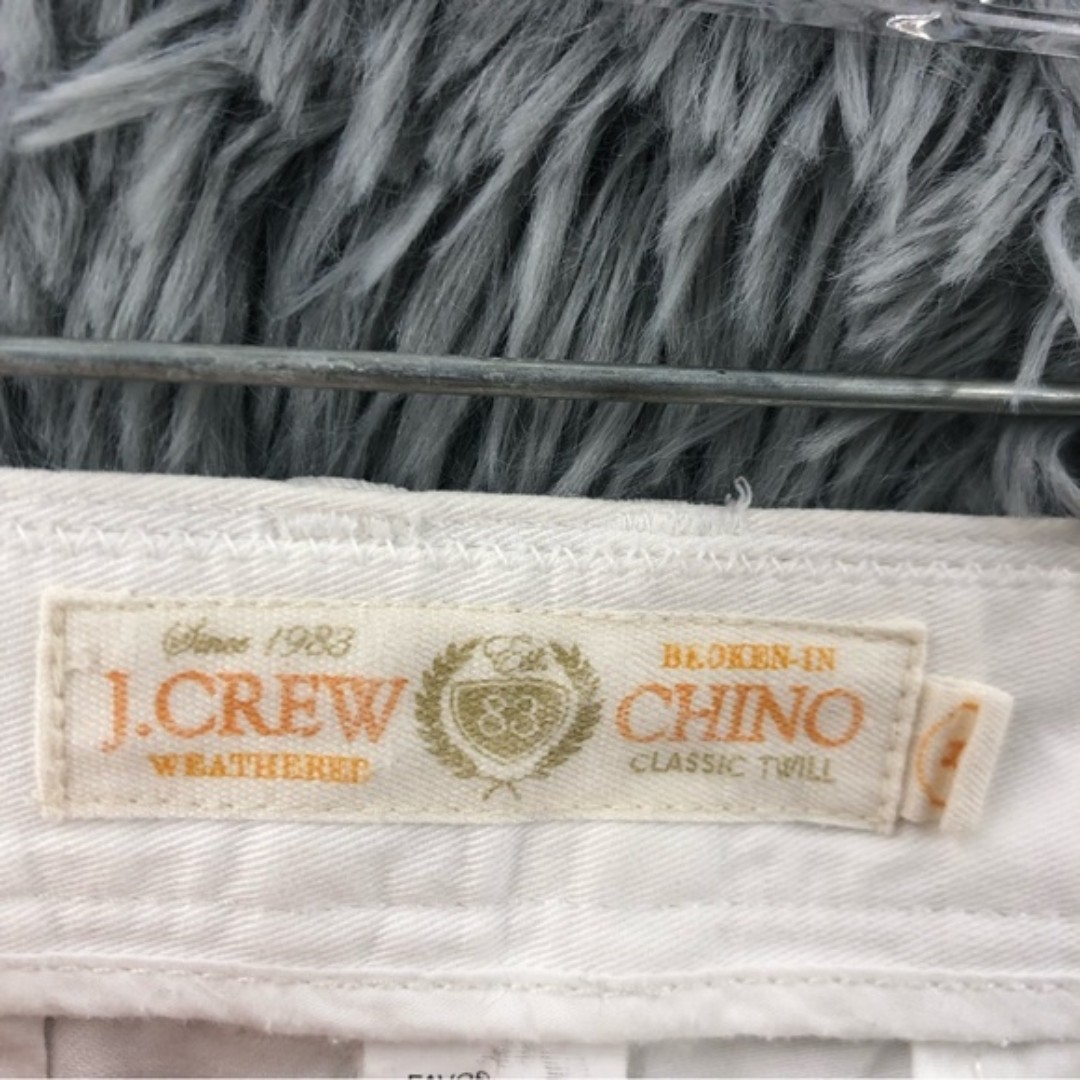 Since 1983
J.CREW
WEATHERED
Est.
83
BROKEN-IN
CHINO
CLASSIC TWILL